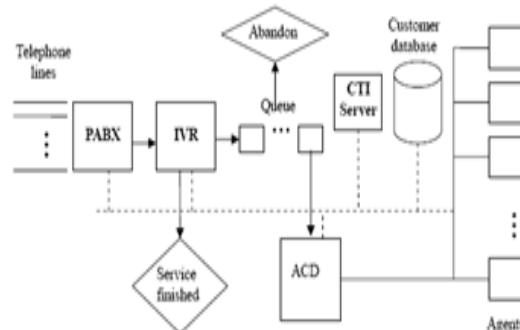 Telephone
lines
PABX
IVR
Abandon
Queue
CTI
Server
Customer
database
Service
finished
ACD
Agent